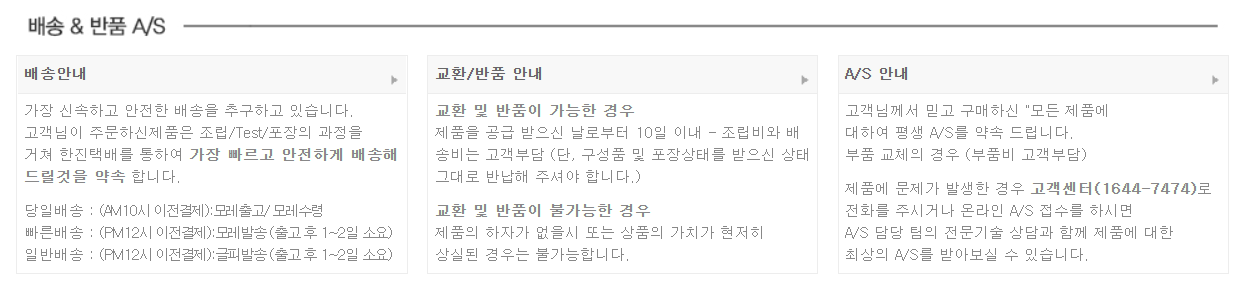 배송 & 반품 A/S
배송안내
가장 신속하고 안전한 배송을 추구하고 있습니다.
고객님이 주문하신제품은 조립/Test/포장의 과정을
거쳐 한진택배를 통하여 가장 빠르고 안전하게 배송해
드릴것을 약속 합니다.
당일배송 : (AM10시 이전결제):모레출고/ 모레수령
빠른배송 : (PM12시 이전결제):모레발송 (출고 후 1~2일 소요)
일반배송 : (PM12시 이전결제):글피발송 (출고 후 1~2일 소요)
교환/반품 안내
교환 및 반품이 가능한 경우
제품을 공급 받으신 날로부터 10일 이내 - 조립비와 배
송비는 고객부담 (단, 구성품 및 포장상태를 받으신 상태
그대로 반납해 주셔야 합니다.)
교환 및 반품이 불가능한 경우
제품의 하자가 없을시 또는 상품의 가치가 현저히
상실된 경우는 불가능합니다.
A/S 안내
고객님께서 믿고 구매하신 "모든 제품에
대하여 평생 A/S를 약속 드립니다.
부품 교체의 경우 (부품비 고객부담)
제품에 문제가 발생한 경우 고객센터(1644-7474)로
전화를 주시거나 온라인 A/S 접수를 하시면
A/S 담당 팀의 전문기술 상담과 함께 제품에 대한
최상의 A/S를 받아보실 수 있습니다.